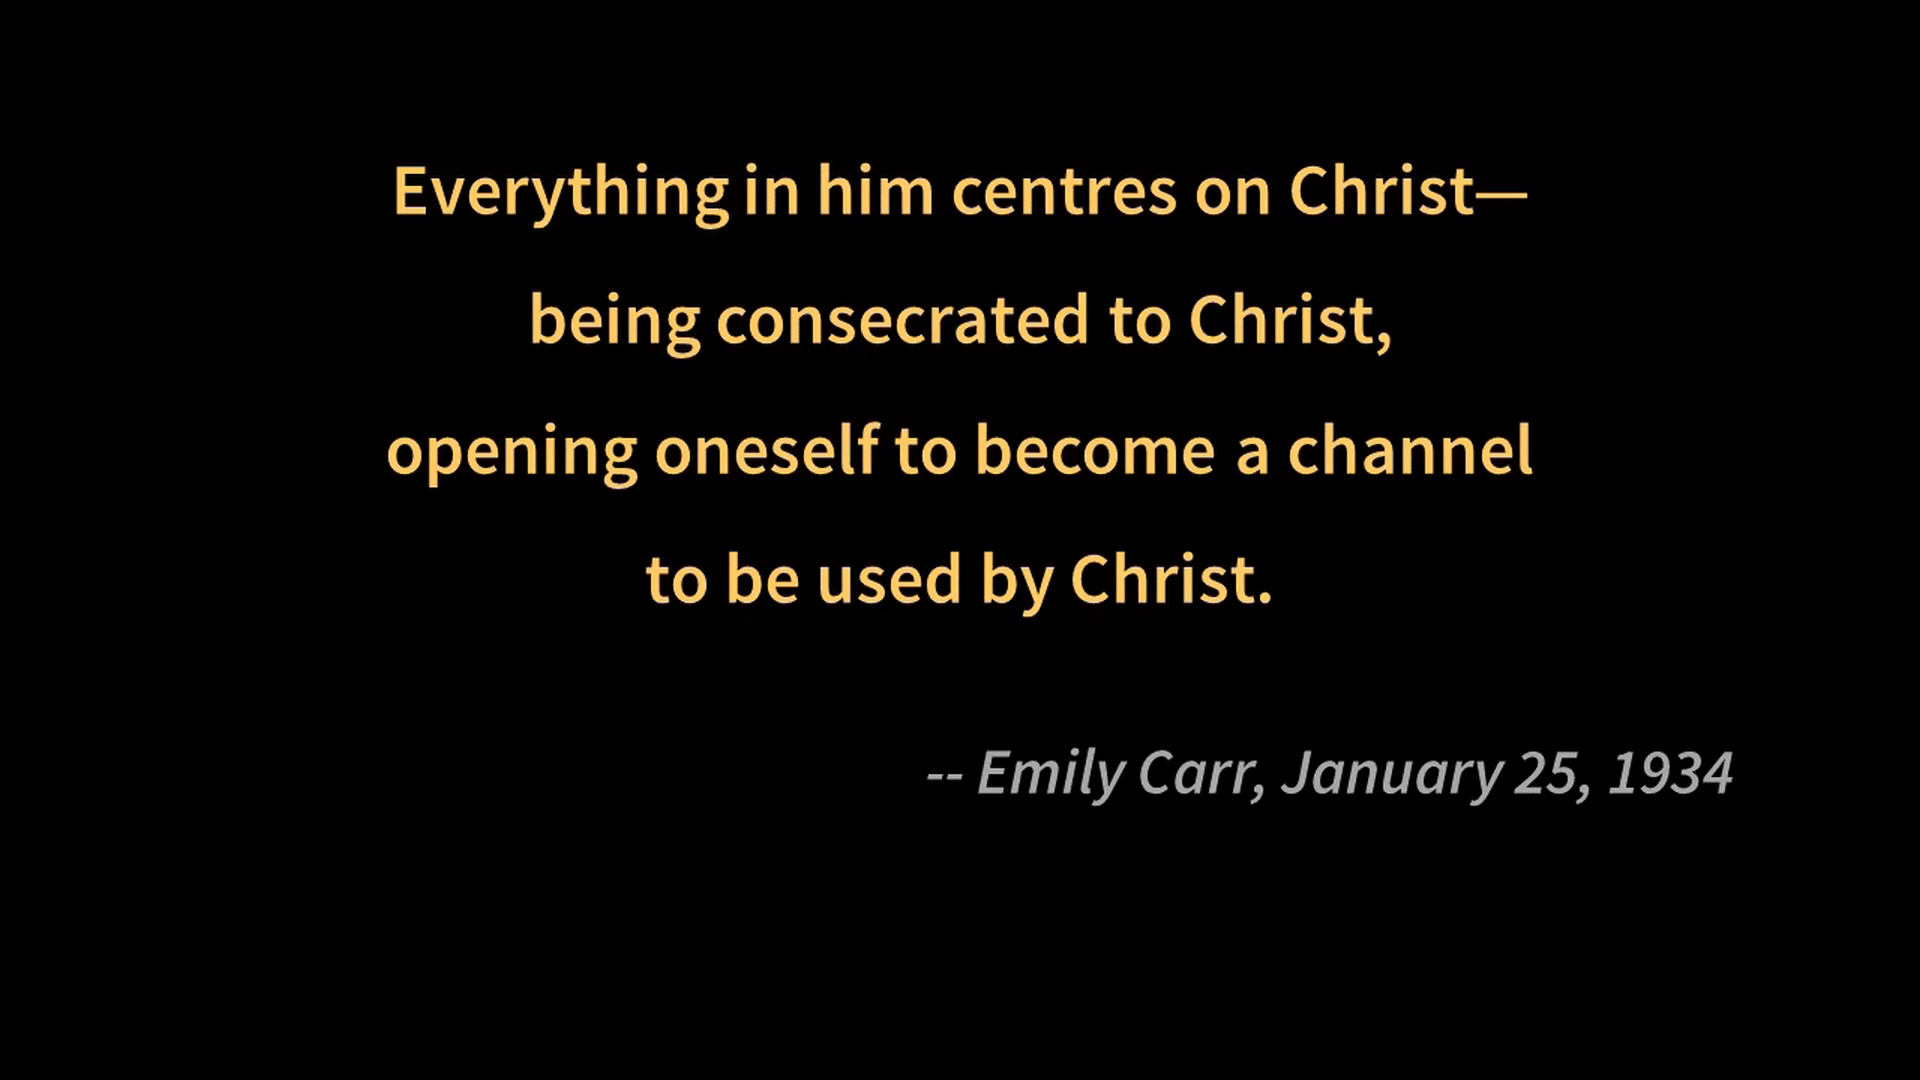 Everything in him centres on Christ—
being consecrated to Christ,
opening oneself to become a channel
to be used by Christ.
-- Emily Carr, January 25, 1934